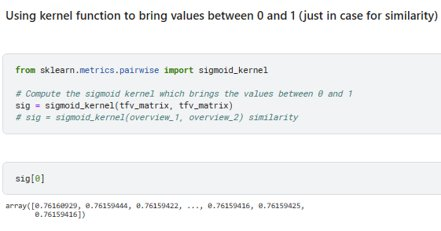 Using kernel function to bring values between 0 and 1 (just in case for similarity)
from sklearn.metrics.pairwise import sigmoid_kernel
# Compute the sigmoid kernel which brings the values between 0 and 1
sig = sigmoid_kernel(tfv_matrix, tfv_matrix)
# sig = sigmoid_kernel(overview_1, overview_2) similarity
sig[0]
array([0.76160929, 0.76159444, 0.76159422, ..., 0.76159416, 0.76159425,
0.76159416])